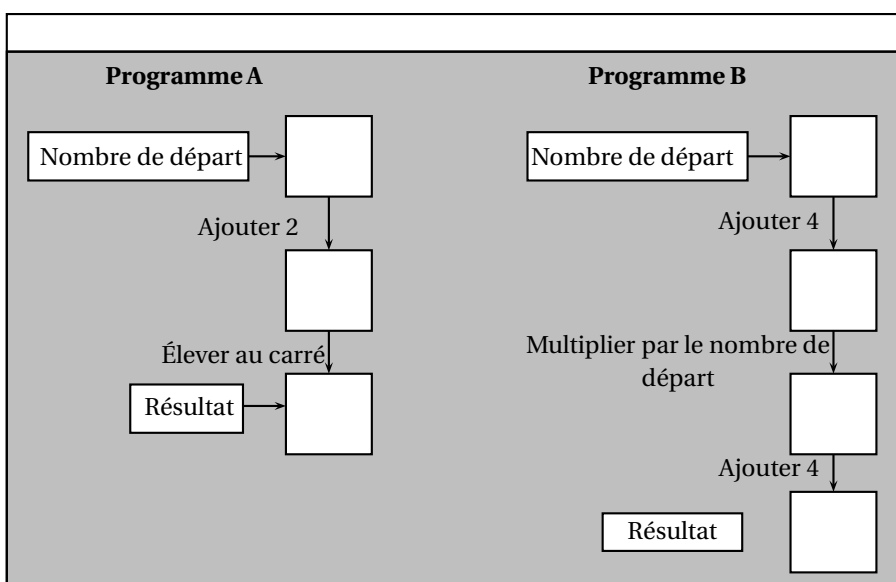 Programme A
Nombre de départ
Ajouter 2
Élever au carré
Résultat
Programme B
Nombre de départ
Ajouter 4
Multiplier par le nombre de
départ
Ajouter 4
Résultat